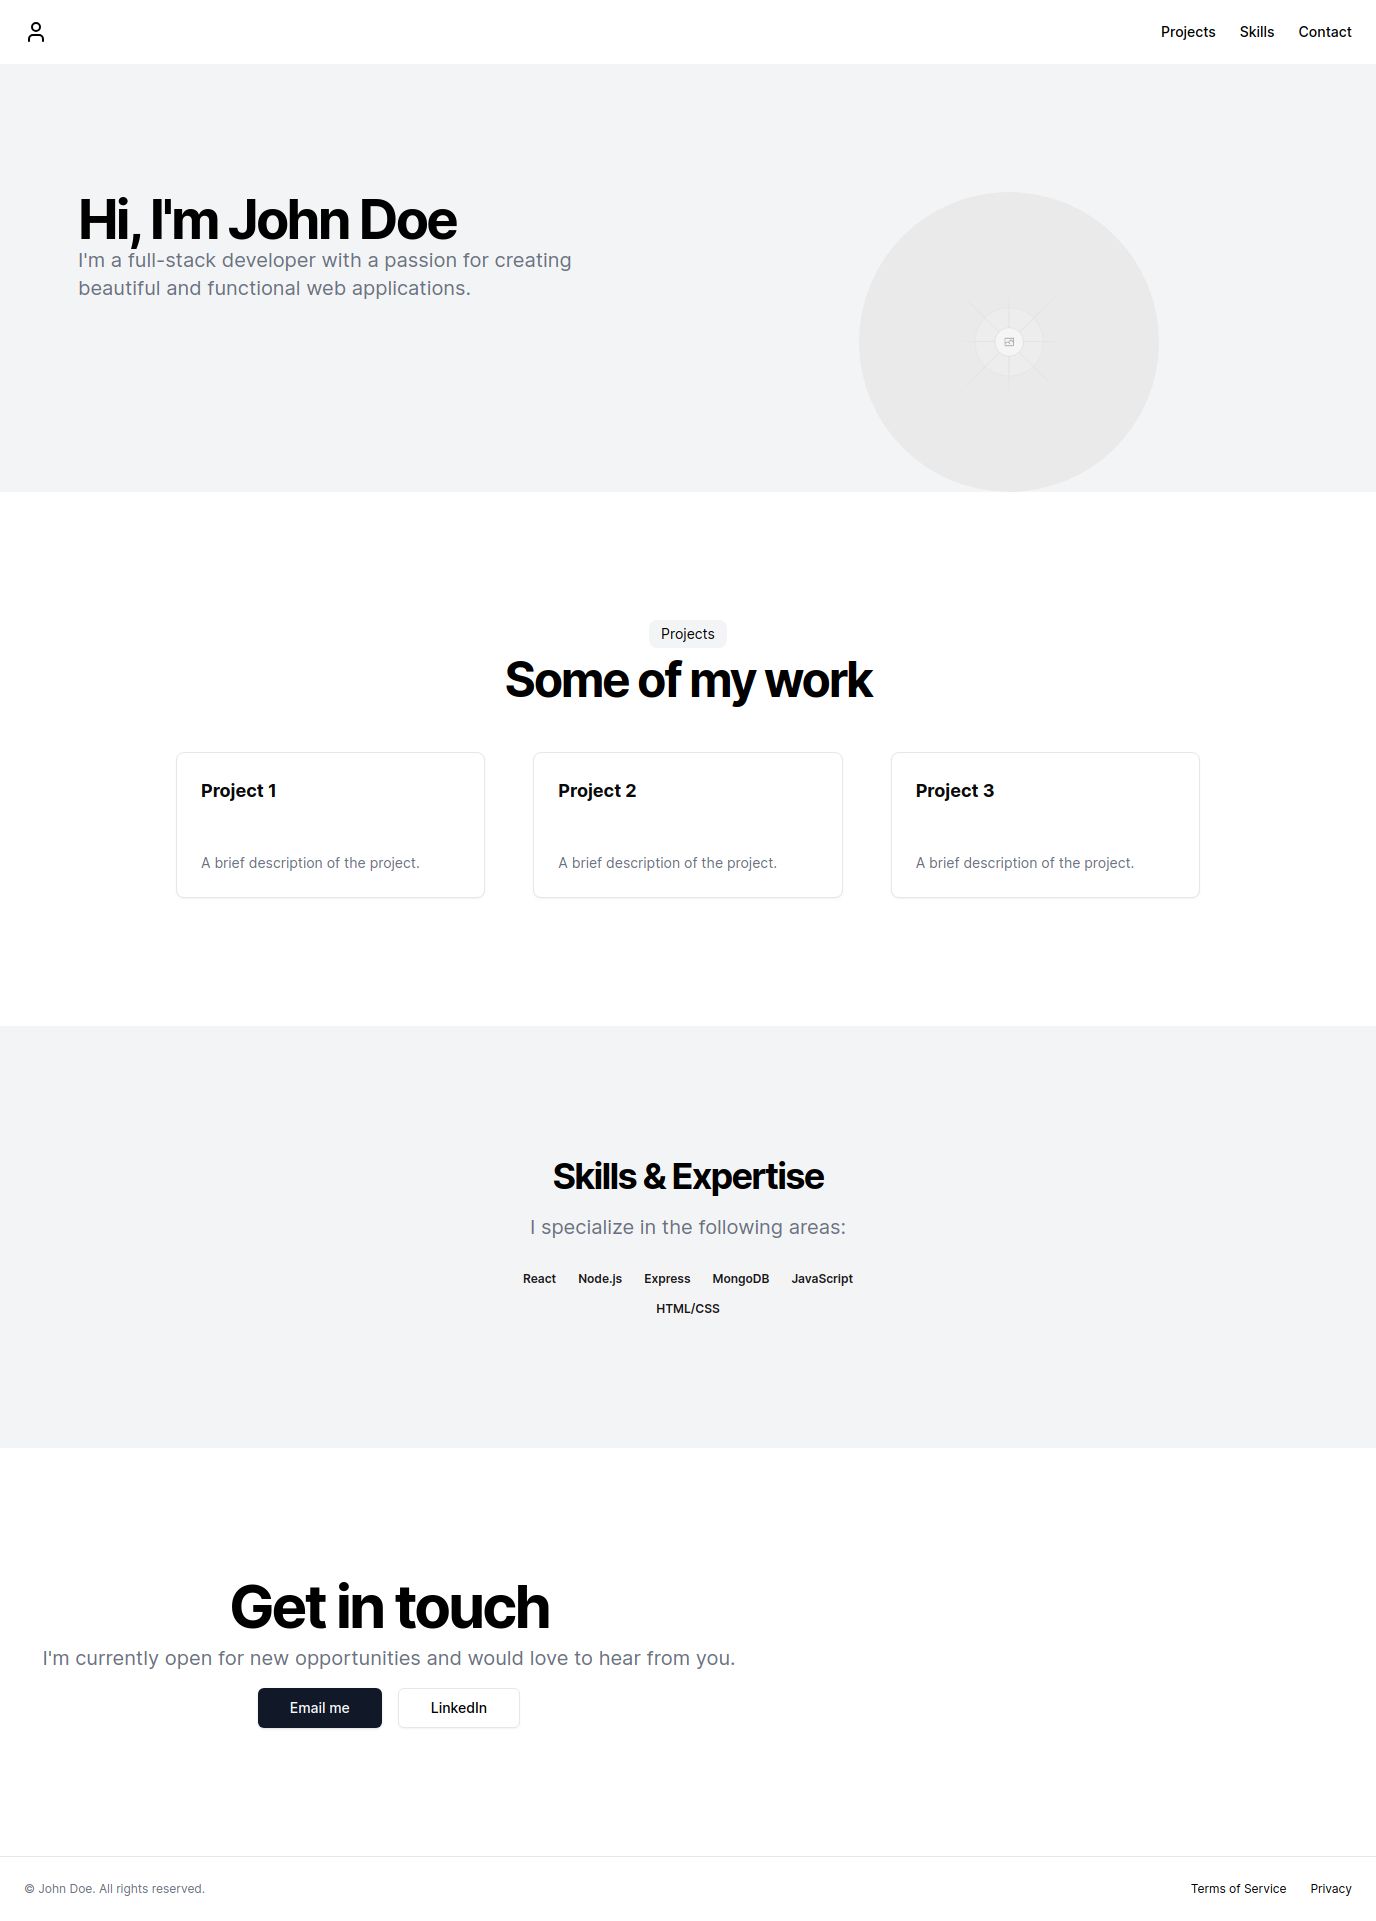 Projects Skills Contact
Hi, I'm John Doe
I'm a full-stack developer with a passion for creating
beautiful and functional web applications.
Projects
Some of my work
Project 1
A brief description of the project.
Project 2
A brief description of the project.
Project 3
A brief description of the project.
Skills & Expertise
I specialize in the following areas:
React Node.js Express MongoDB JavaScript
HTML/CSS
Get in touch
I'm currently open for new opportunities and would love to hear from you.
Email me LinkedIn
© John Doe. All rights reserved. Terms of Service Privacy